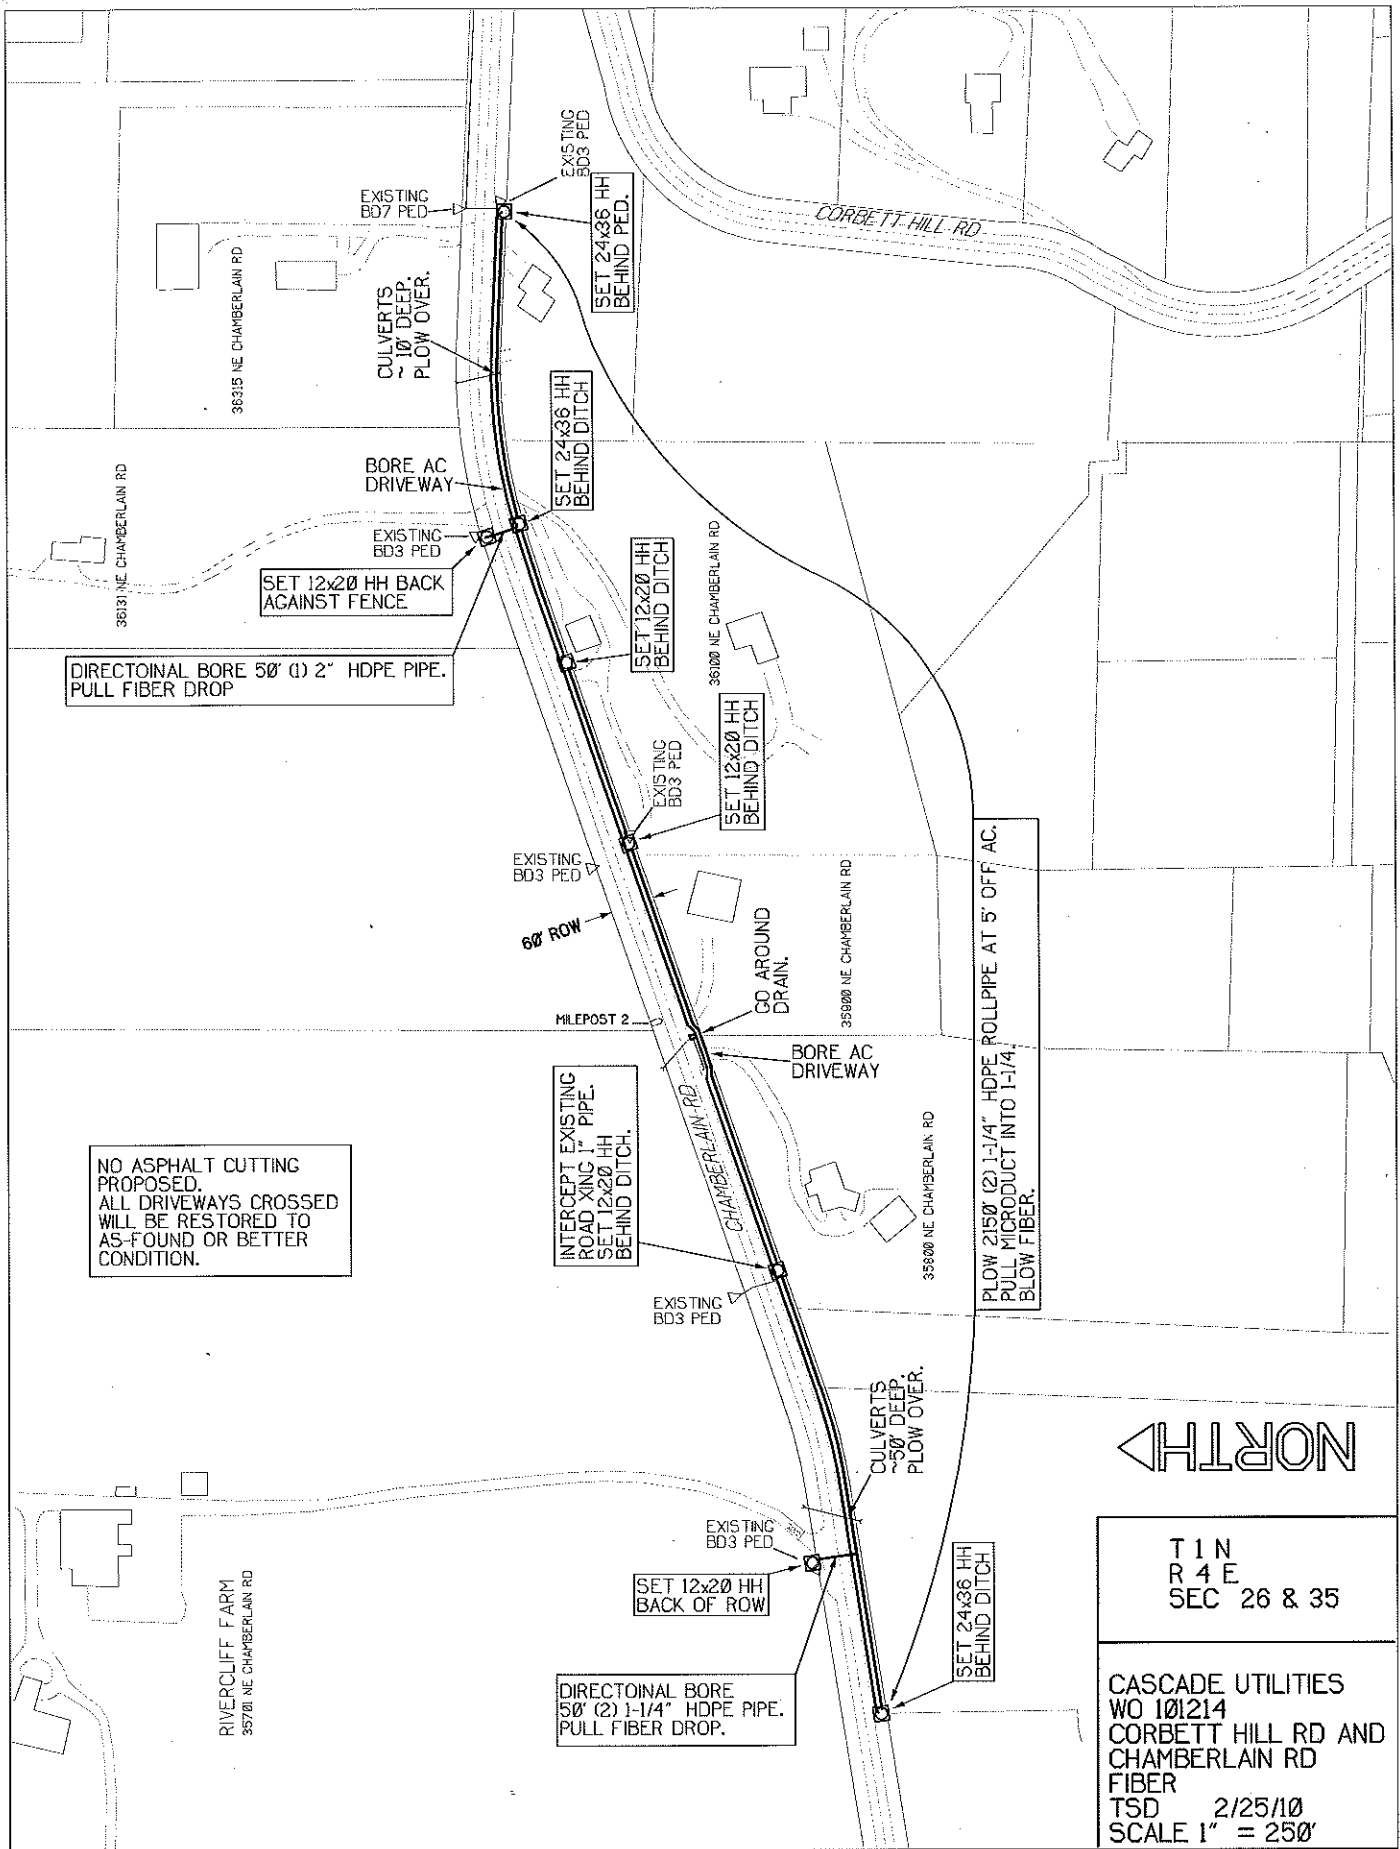 EXISTING
BD3 PED
EXISTING
BD7 PED
SET 24x36 HH
BEHIND PED.
CORBETT HILL RD
36315 NE CHAMBERLAIN RD
CULVERTS
~ 10' DEEP.
PLOW OVER.
SET 24x36 HH
BEHIND DITCH
BORE AC
DRIVEWAY
36131 NE CHAMBERLAIN RD
EXISTING
BD3 PED
SET 12x20 HH BACK
AGAINST FENCE
SET 12x20 HH
BEHIND DITCH
36100 NE CHAMBERLAIN RD
DIRECTOINAL BORE 50' (1) 2" HDPE PIPE.
PULL FIBER DROP
SET 12x20 HH
BEHIND DITCH
EXISTING
BD3 PED
EXISTING
BD3 PED
60' ROW
GO AROUND
DRAIN.
35900 NE CHAMBERLAIN RD
MILEPOST 2
BORE AC
DRIVEWAY
PLOW 2150' (2) 1-1/4" HDPE ROLLPIPE AT 5' OFF AC.
PULL MICRODUCT INTO 1-1/4.
BLOW FIBER.
INTERCEPT EXISTING
ROAD XING 1" PIPE.
SET 12x20 HH
BEHIND DITCH.
CHAMBERLAIN RD
NO ASPHALT CUTTING
PROPOSED.
ALL DRIVEWAYS CROSSED
WILL BE RESTORED TO
AS-FOUND OR BETTER
CONDITION.
35800 NE CHAMBERLAIN RD
EXISTING
BD3 PED
CULVERTS
~50' DEEP.
PLOW OVER.
NORTH
EXISTING
BD3 PED
SET 12x20 HH
BACK OF ROW
SET 24x36 HH
BEHIND DITCH
RIVERCLIFF FARM
35701 NE CHAMBERLAIN RD
DIRECTOINAL BORE
50' (2) 1-1/4" HDPE PIPE.
PULL FIBER DROP.
T 1 N
R 4 E
SEC 26 & 35
CASCADE UTILITIES
WO 101214
CORBETT HILL RD AND
CHAMBERLAIN RD
FIBER
TSD 2/25/10
SCALE 1" = 250'